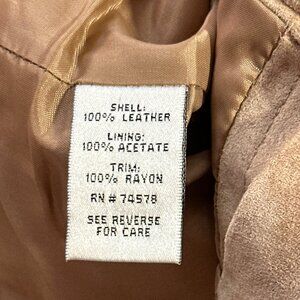 SHELL:
100% LEATHER
LINING:
100% ACETATE
TRIM:
100% RAYON
RN # 74578
SEE REVERSE
FOR CARE